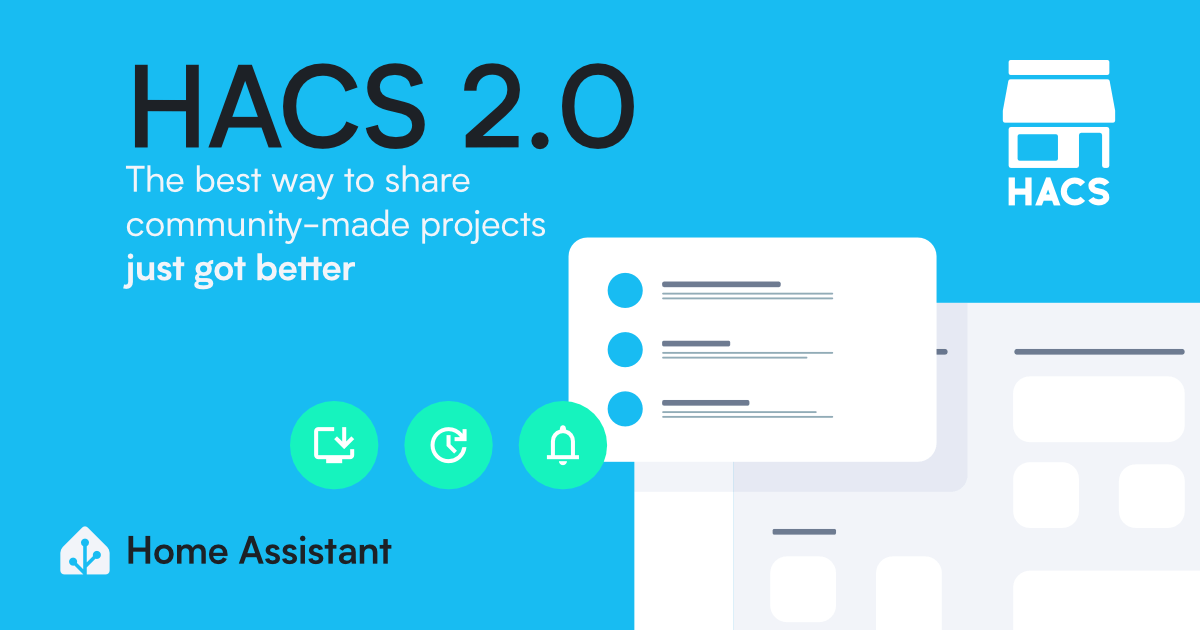 HACS 2.0
The best way to share
community-made projects
just got better
HACS
Home Assistant